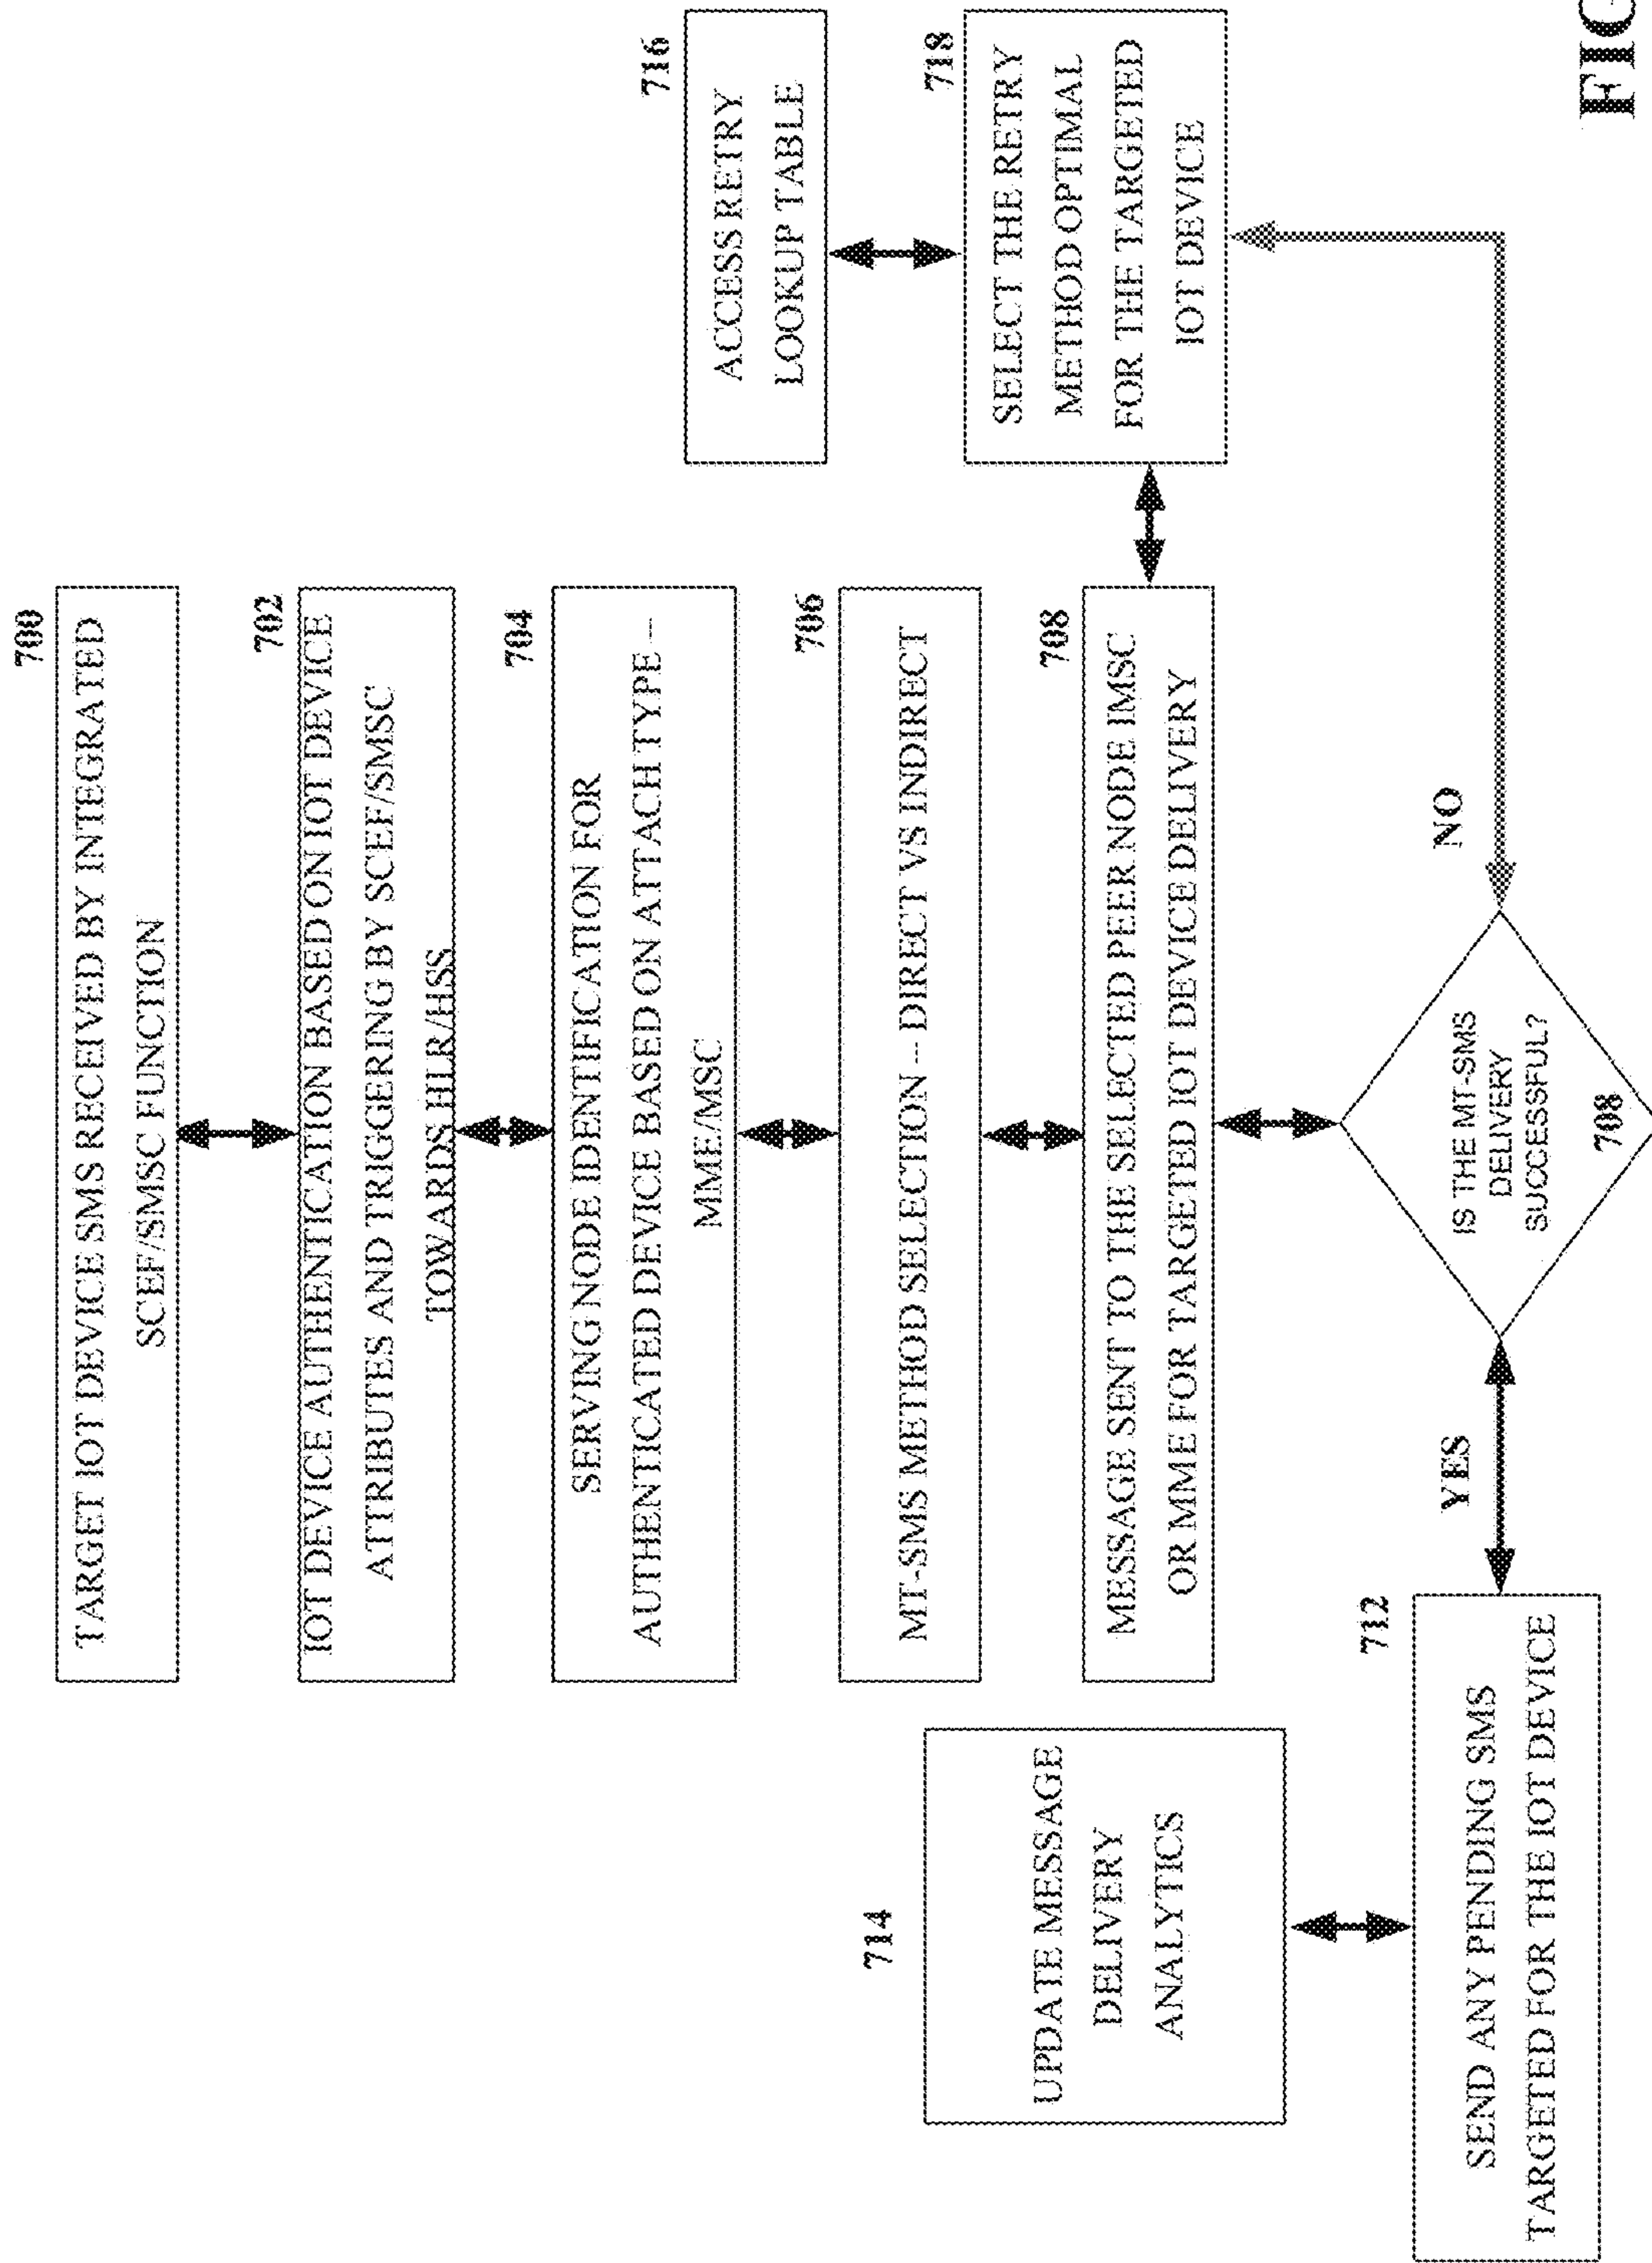 700
TARGET IOT DEVICE SMS RECEIVED BY INTEGRATED
SCEF/SMSC FUNCTION
702
IOT DEVICE AUTHENTICATION BASED ON IOT DEVICE
ATTRIBUTES AND TRIGGERING BY SCEF/SMSC
TOWARDS HLR/HSS
704
SERVING NODE IDENTIFICATION FOR
AUTHENTICATED DEVICE BASED ON ATTACH TYPE –
MME/MSC
706
MT-SMS METHOD SELECTION -- DIRECT VS INDIRECT
708
MESSAGE SENT TO THE SELECTED PEER NODE IMSC
OR MME FOR TARGETED IOT DEVICE DELIVERY
716
ACCESS RETRY
LOOKUP TABLE
718
SELECT THE RETRY
METHOD OPTIMAL
FOR THE TARGETED
IOT DEVICE
714
UPDATE MESSAGE
DELIVERY
ANALYTICS
IS THE MT-SMS
DELIVERY
SUCCESSFUL?
708
YES
NO
712
SEND ANY PENDING SMS
TARGETED FOR THE IOT DEVICE
FIG